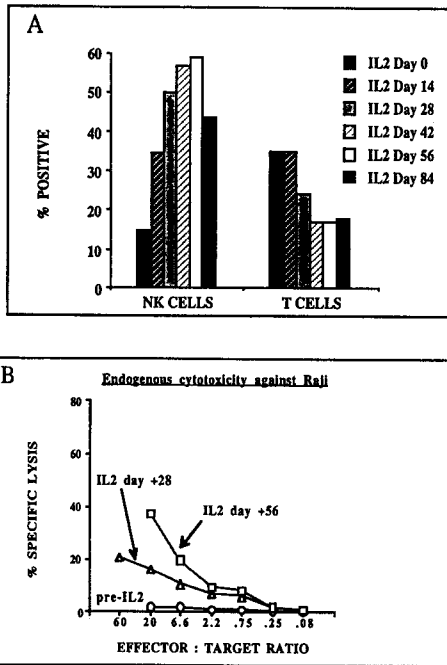 A
60
50
40
30
20
10
0
% POSITIVE
NK CELLS
T CELLS
IL2 Day 0
IL2 Day 14
IL2 Day 28
IL2 Day 42
IL2 Day 56
IL2 Day 84
B
Endogenous cytotoxicity against Raji
80
60
40
20
0
% SPECIFIC LYSIS
IL2 day +28
IL2 day +56
pre-IL2
60 20 6.6 2.2 .75 .25 .08
EFFECTOR : TARGET RATIO